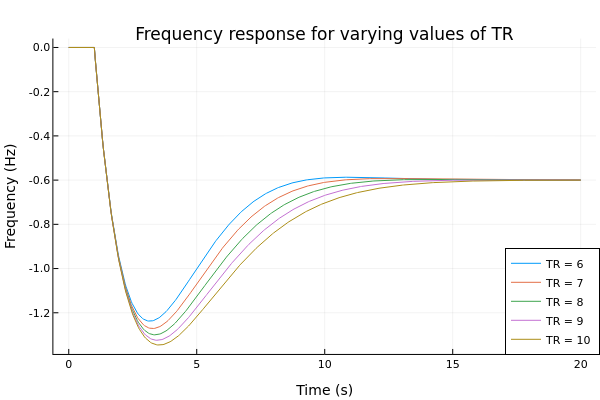 Frequency response for varying values of TR
Frequency (Hz)
0.0
-0.2
-0.4
-0.6
-0.8
-1.0
-1.2
0 5 10 15 20
Time (s)
TR = 6
TR = 7
TR = 8
TR = 9
TR = 10